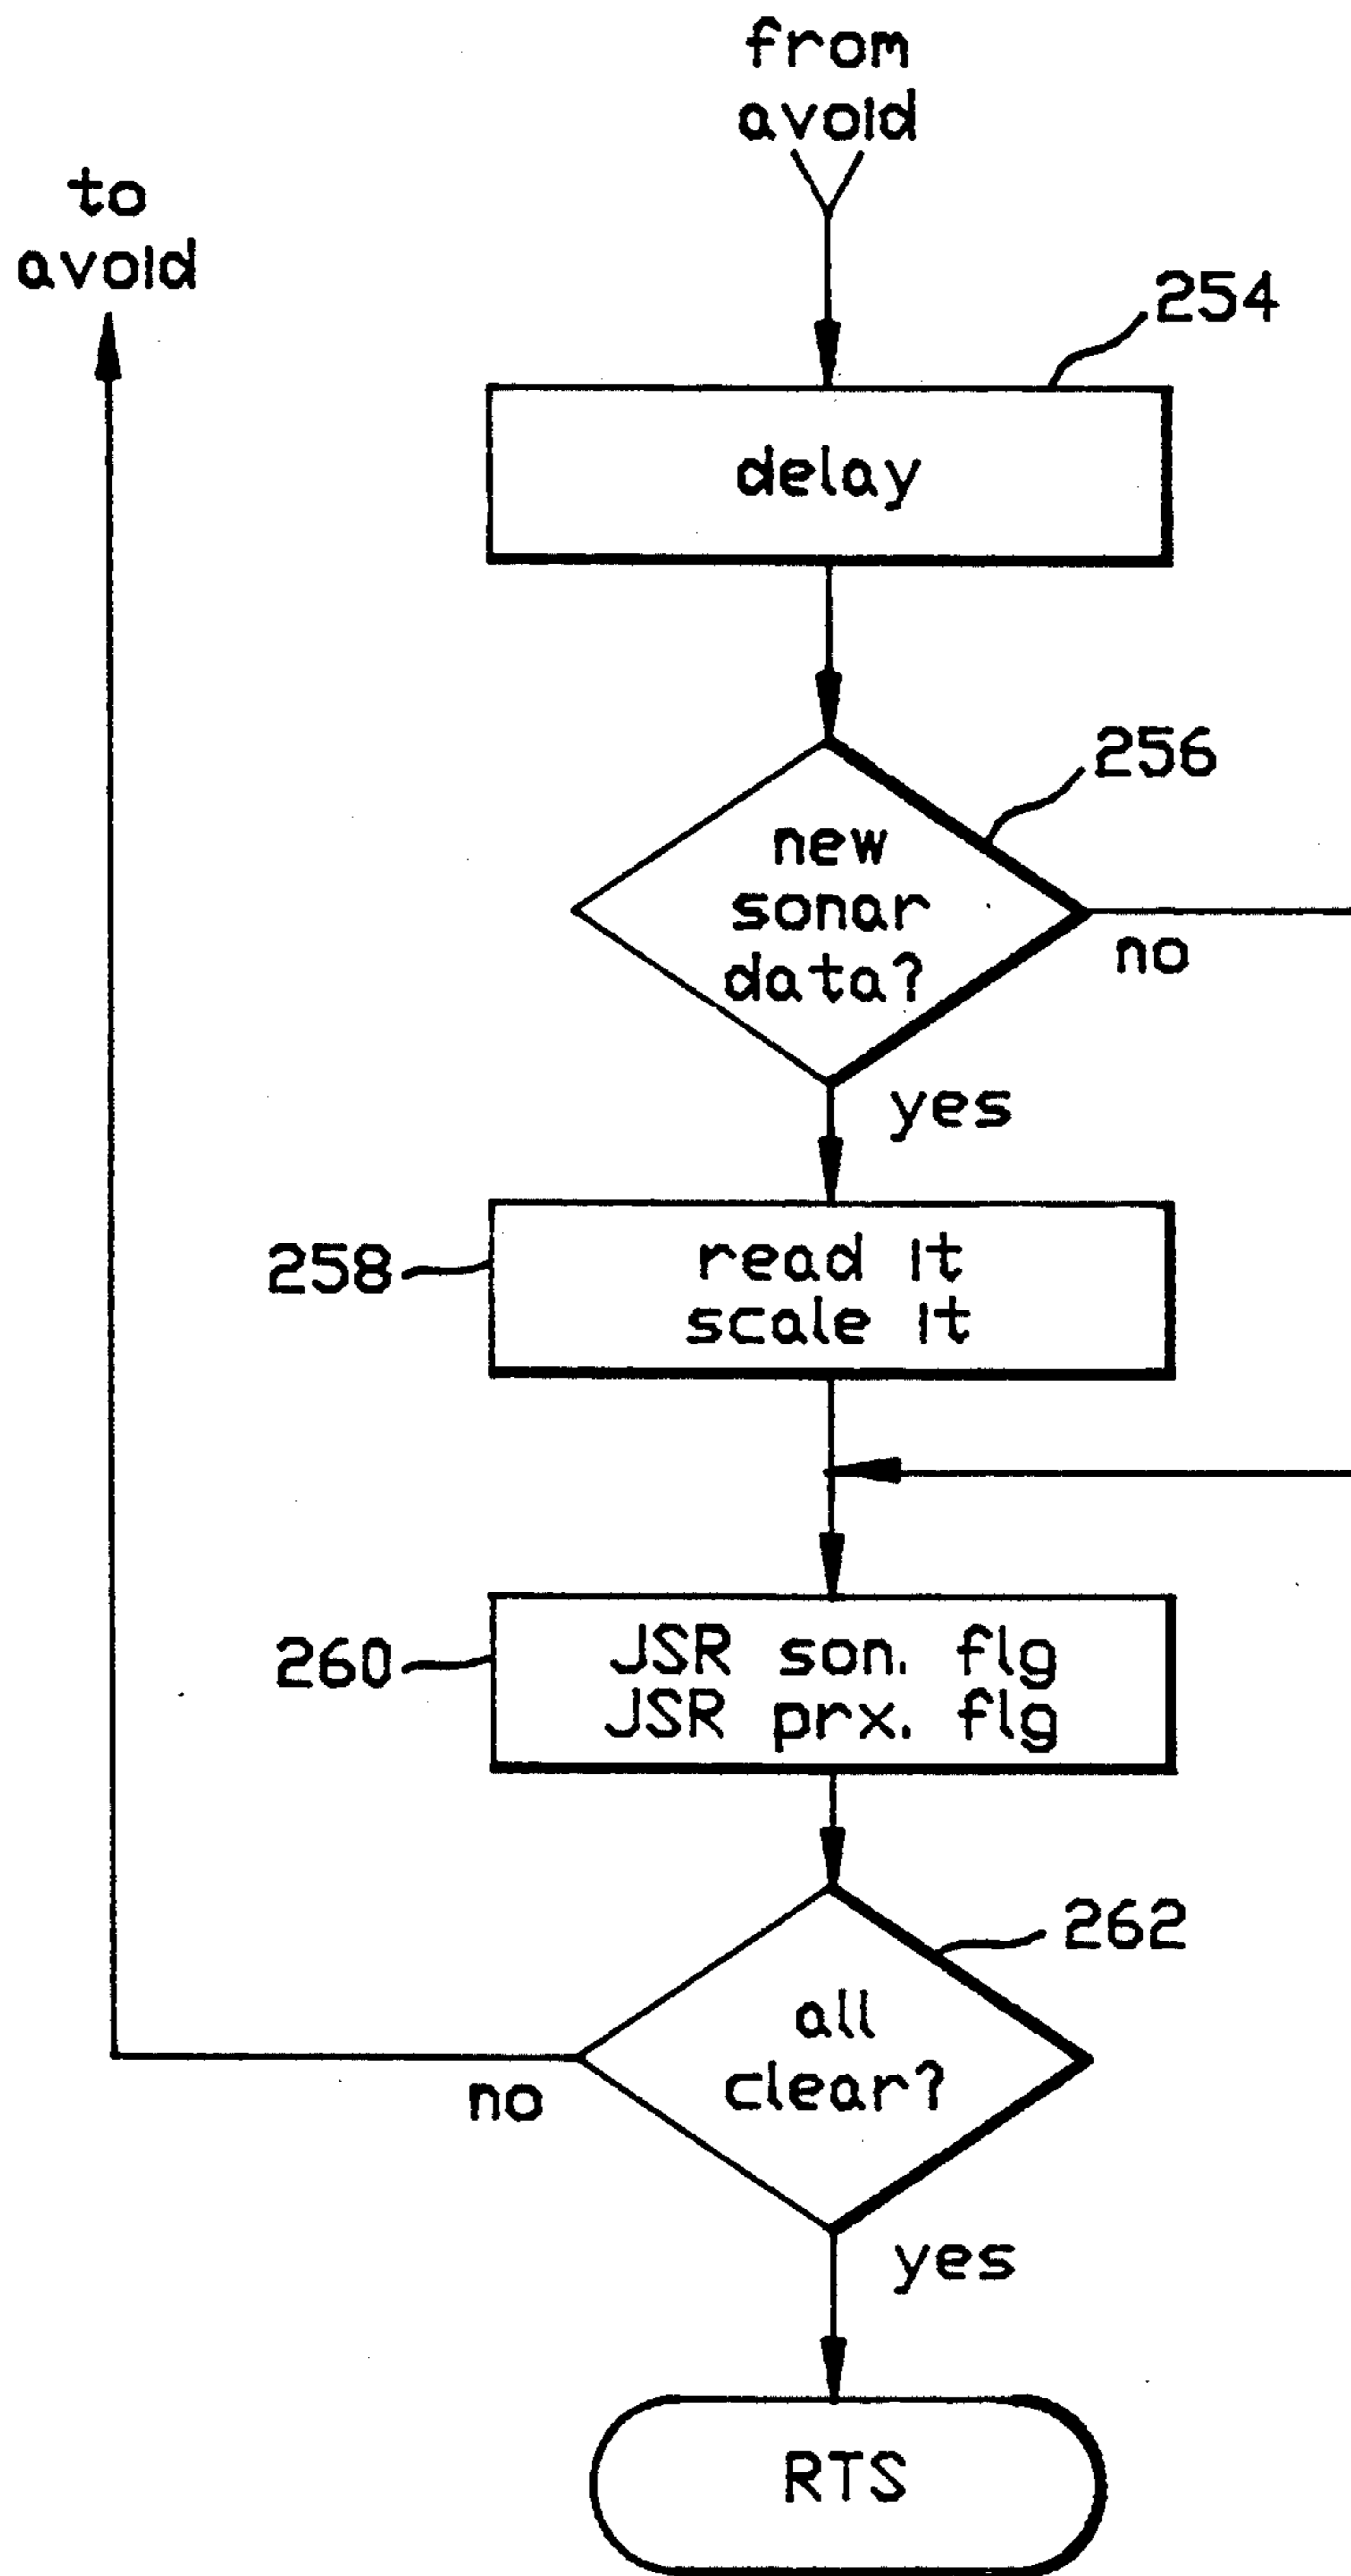 from
avoid
to
avoid
254
delay
256
new
sonar
data?
no
yes
258
read it
scale it
260
JSR son. flg
JSR prx. flg
262
all
clear?
no
yes
RTS